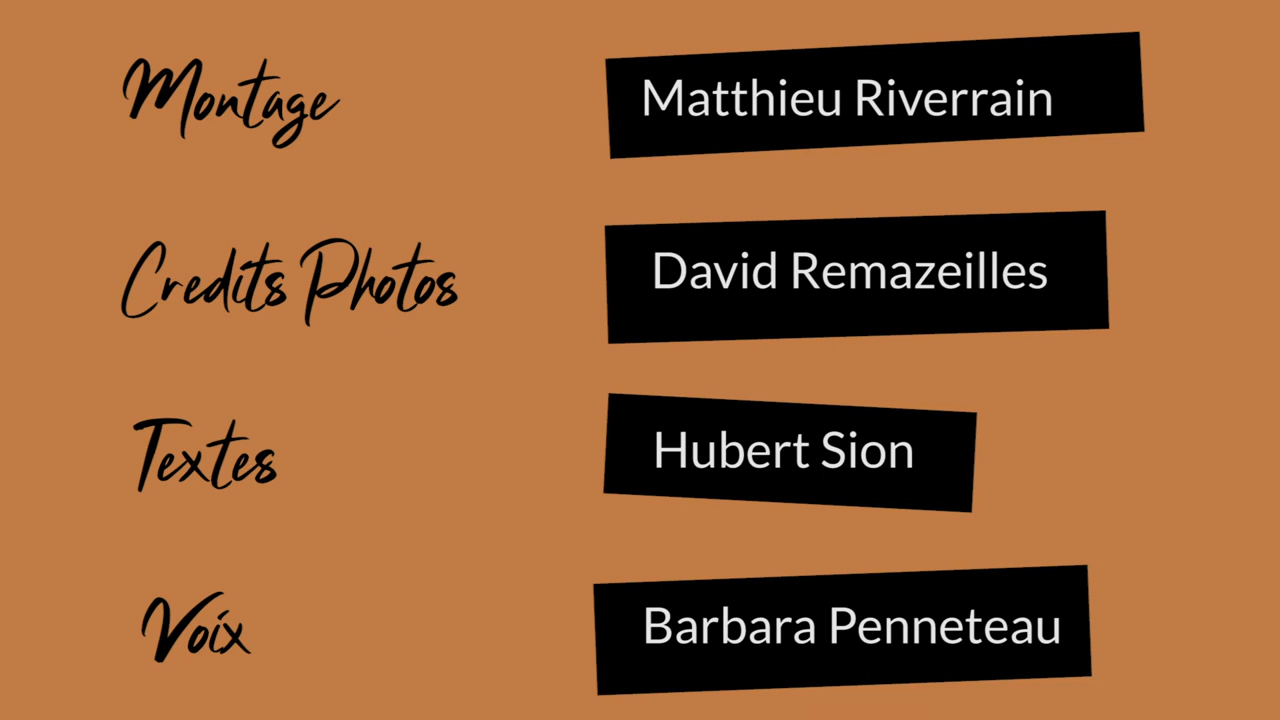 Montage
Matthieu Riverrain
Credits Photos
David Remazeilles
Textes
Hubert Sion
Voix
Barbara Penneteau